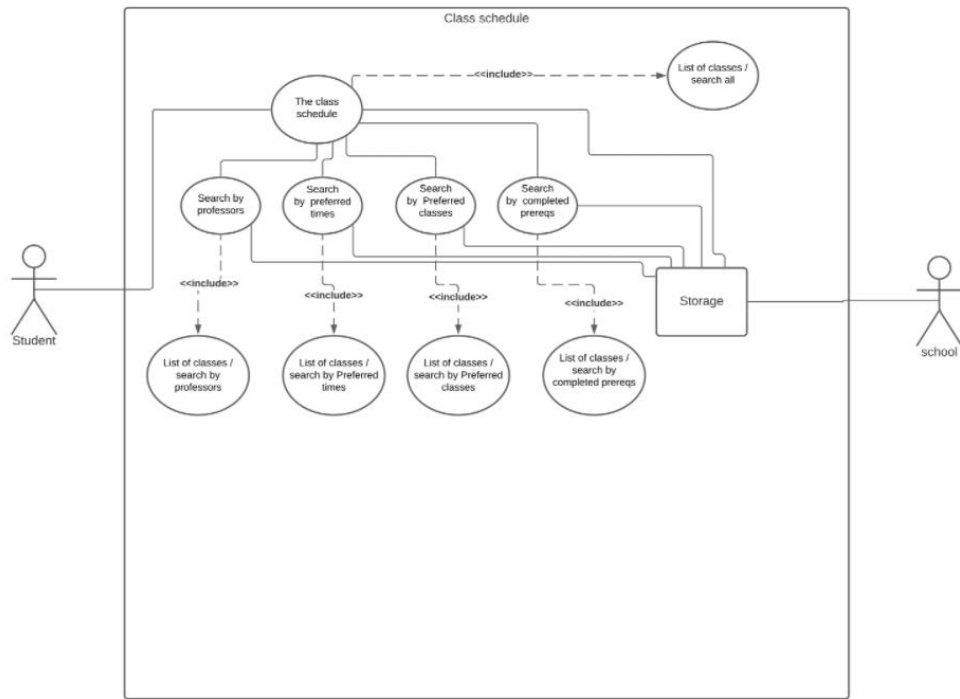 Class schedule
<<include>>
List of classes /
search all
The class
schedule
Search by
professors
Search
by preferred
times
Search
by Preferred
classes
Search
by completed
prereqs
Storage
Student
school
<<include>>
<<include>>
<<include>>
<<include>>
List of classes /
search by
professors
List of classes /
search by Preferred
times
List of classes /
search by Preferred
classes
List of classes /
search by
completed prereqs